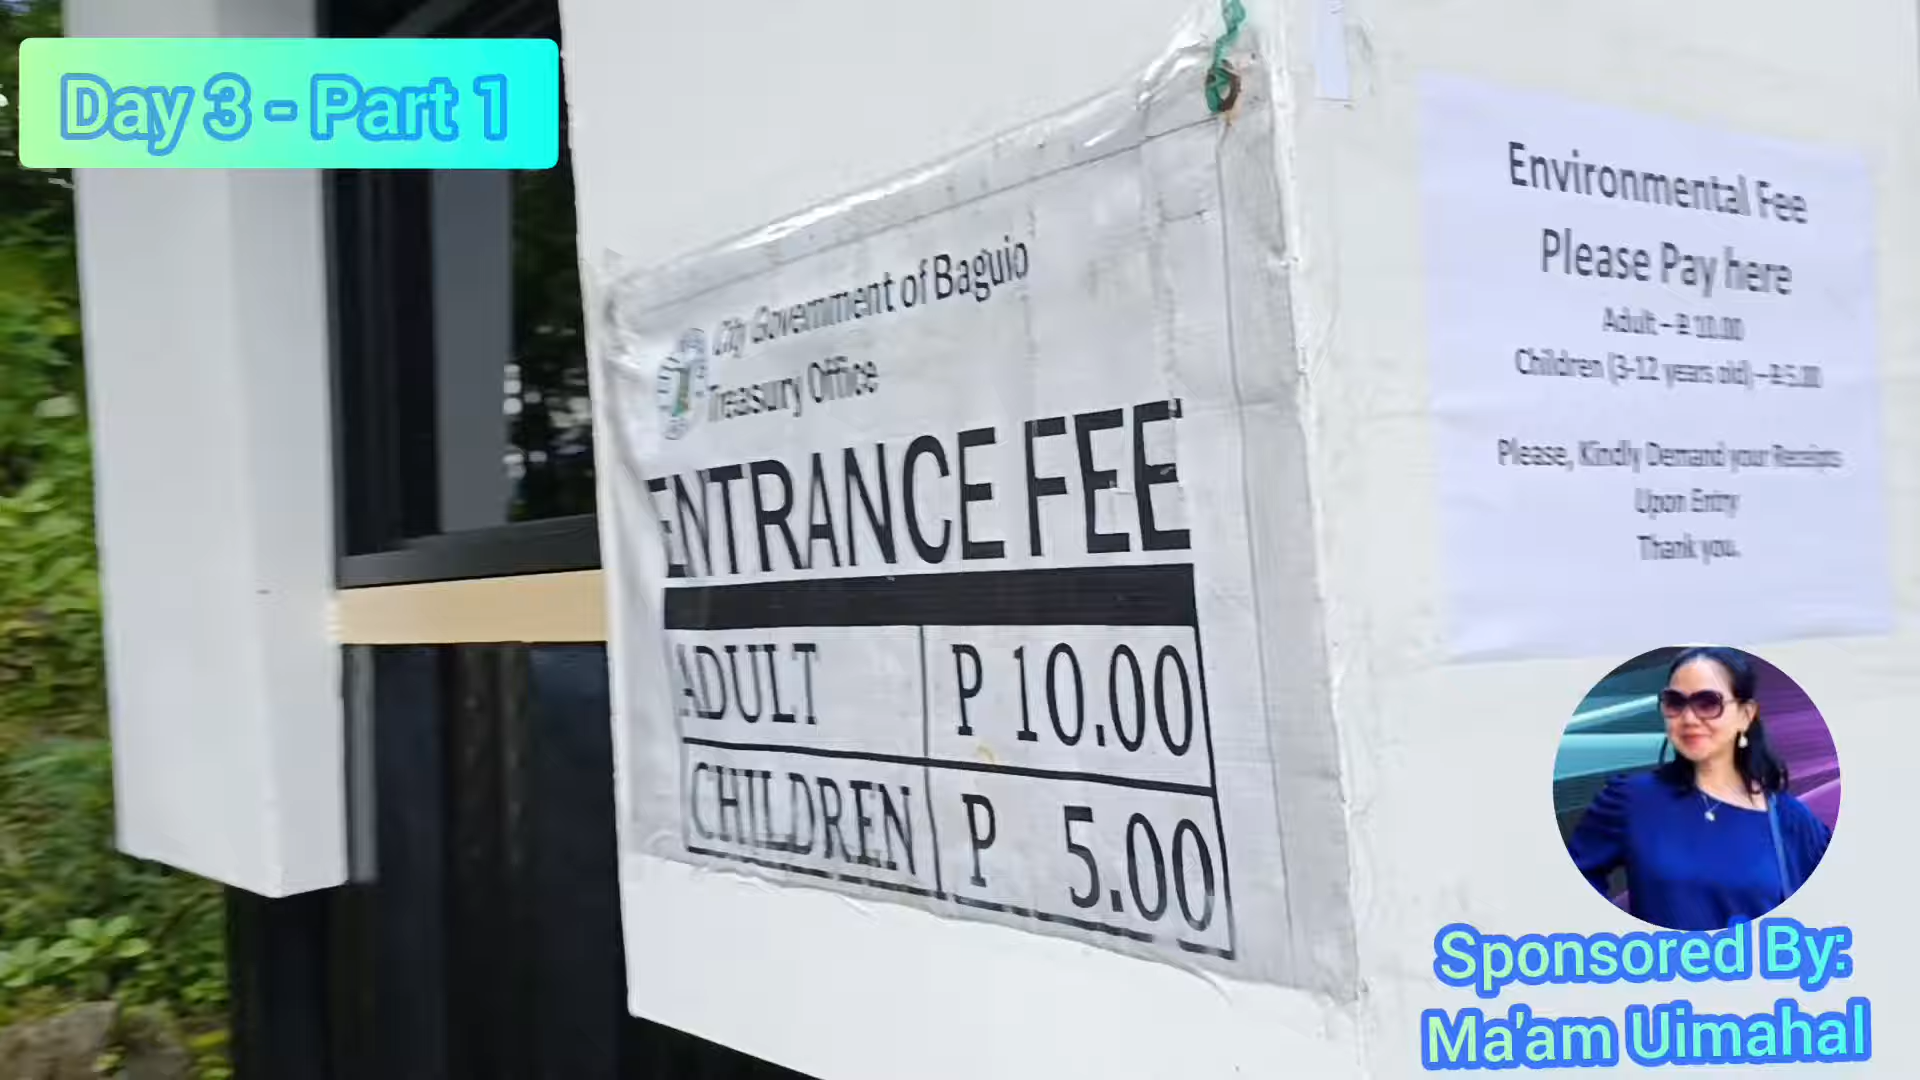 Day 3 - Part 1
City Government of Baguio
Treasury Office
ENTRANCE FEE
ADULT P 10.00
CHILDREN P 5.00
Environmental Fee
Please Pay here
Adult – ₱ 10.00
Children (3-12 years old) – ₱ 5.00
Please, Kindly Demand your Receipts
Upon Entry
Thank you.
Sponsored By:
Ma'am Uimahal